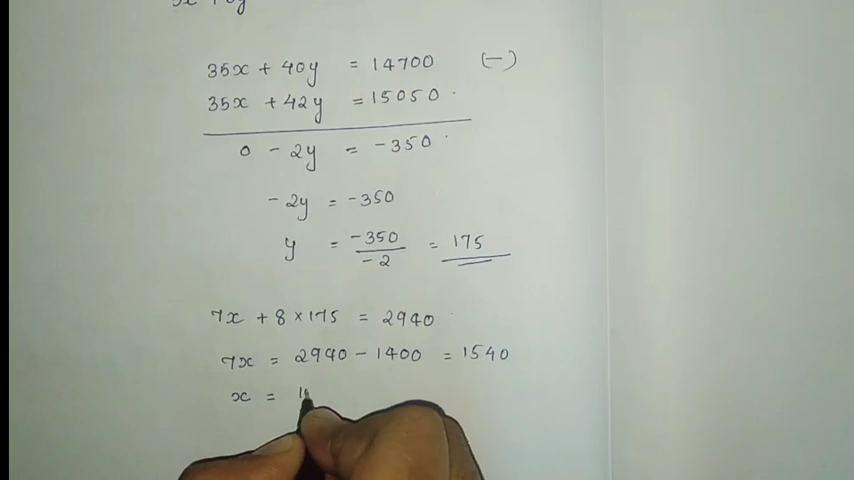 35x + 40y = 14700 (-)
35x + 42y = 15050
0 - 2y = -350
-2y = -350
y = -350/-2 = 175
7x + 8 × 175 = 2940
7x = 2940 - 1400 = 1540
x = 1